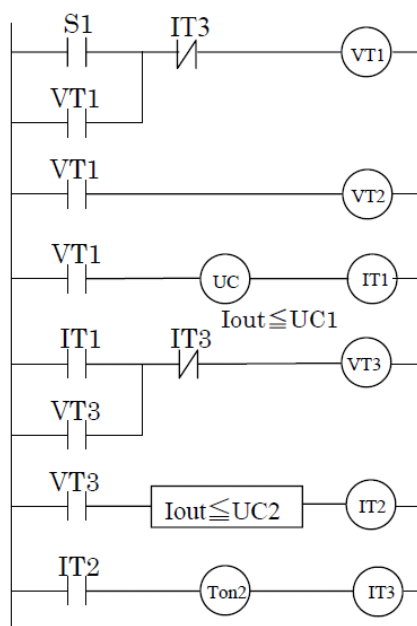 S1 IT3 VT1
VT1
VT1 VT2
VT1 UC IT1
Iout≦UC1
IT1 IT3 VT3
VT3
VT3 Iout≦UC2 IT2
IT2 Ton2 IT3